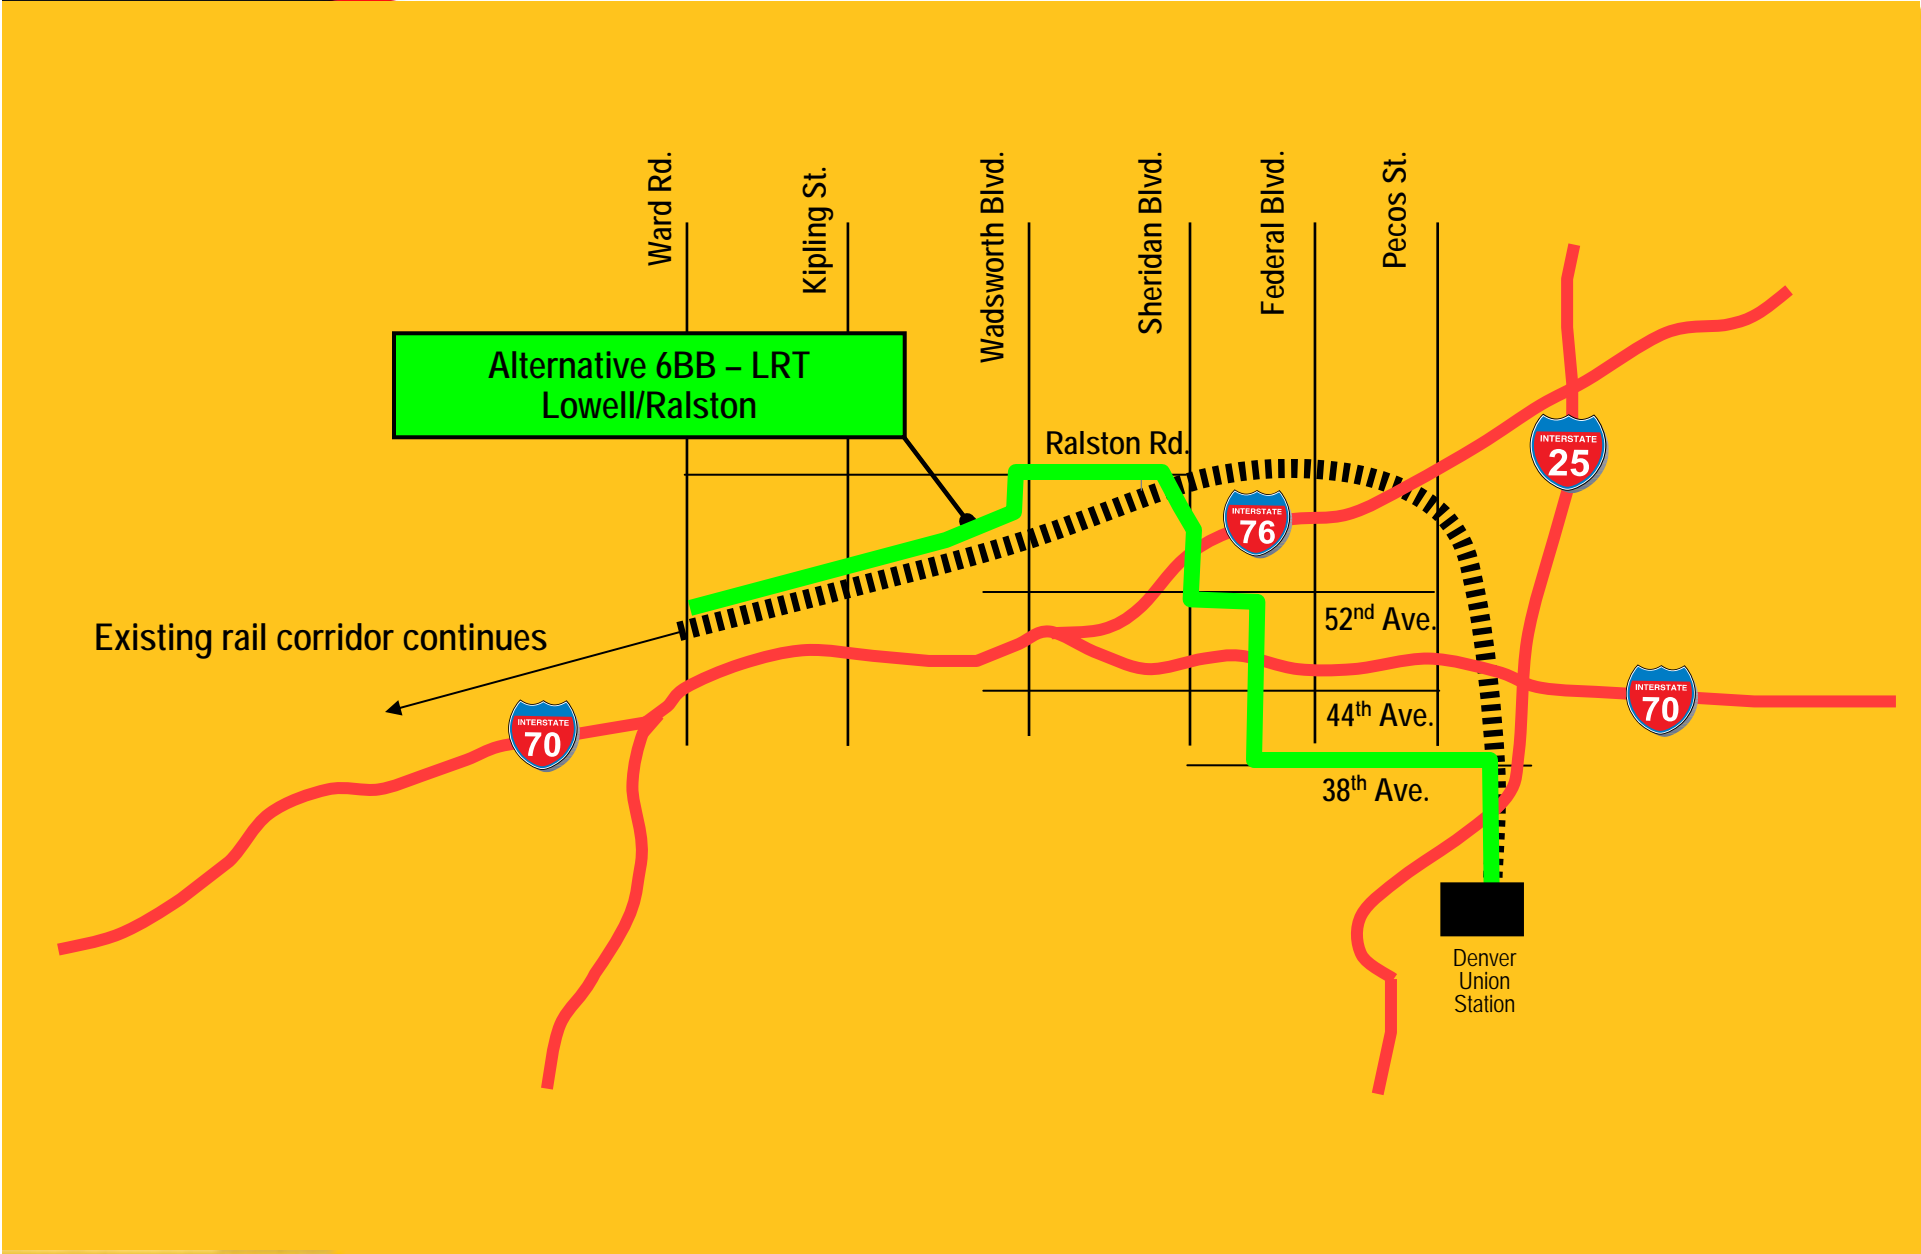 Ward Rd.
Kipling St.
Wadsworth Blvd.
Sheridan Blvd.
Federal Blvd.
Pecos St.
Alternative 6BB – LRT
Lowell/Ralston
Ralston Rd.
INTERSTATE
25
INTERSTATE
76
52nd Ave.
Existing rail corridor continues
INTERSTATE
70
INTERSTATE
70
44th Ave.
38th Ave.
Denver
Union
Station